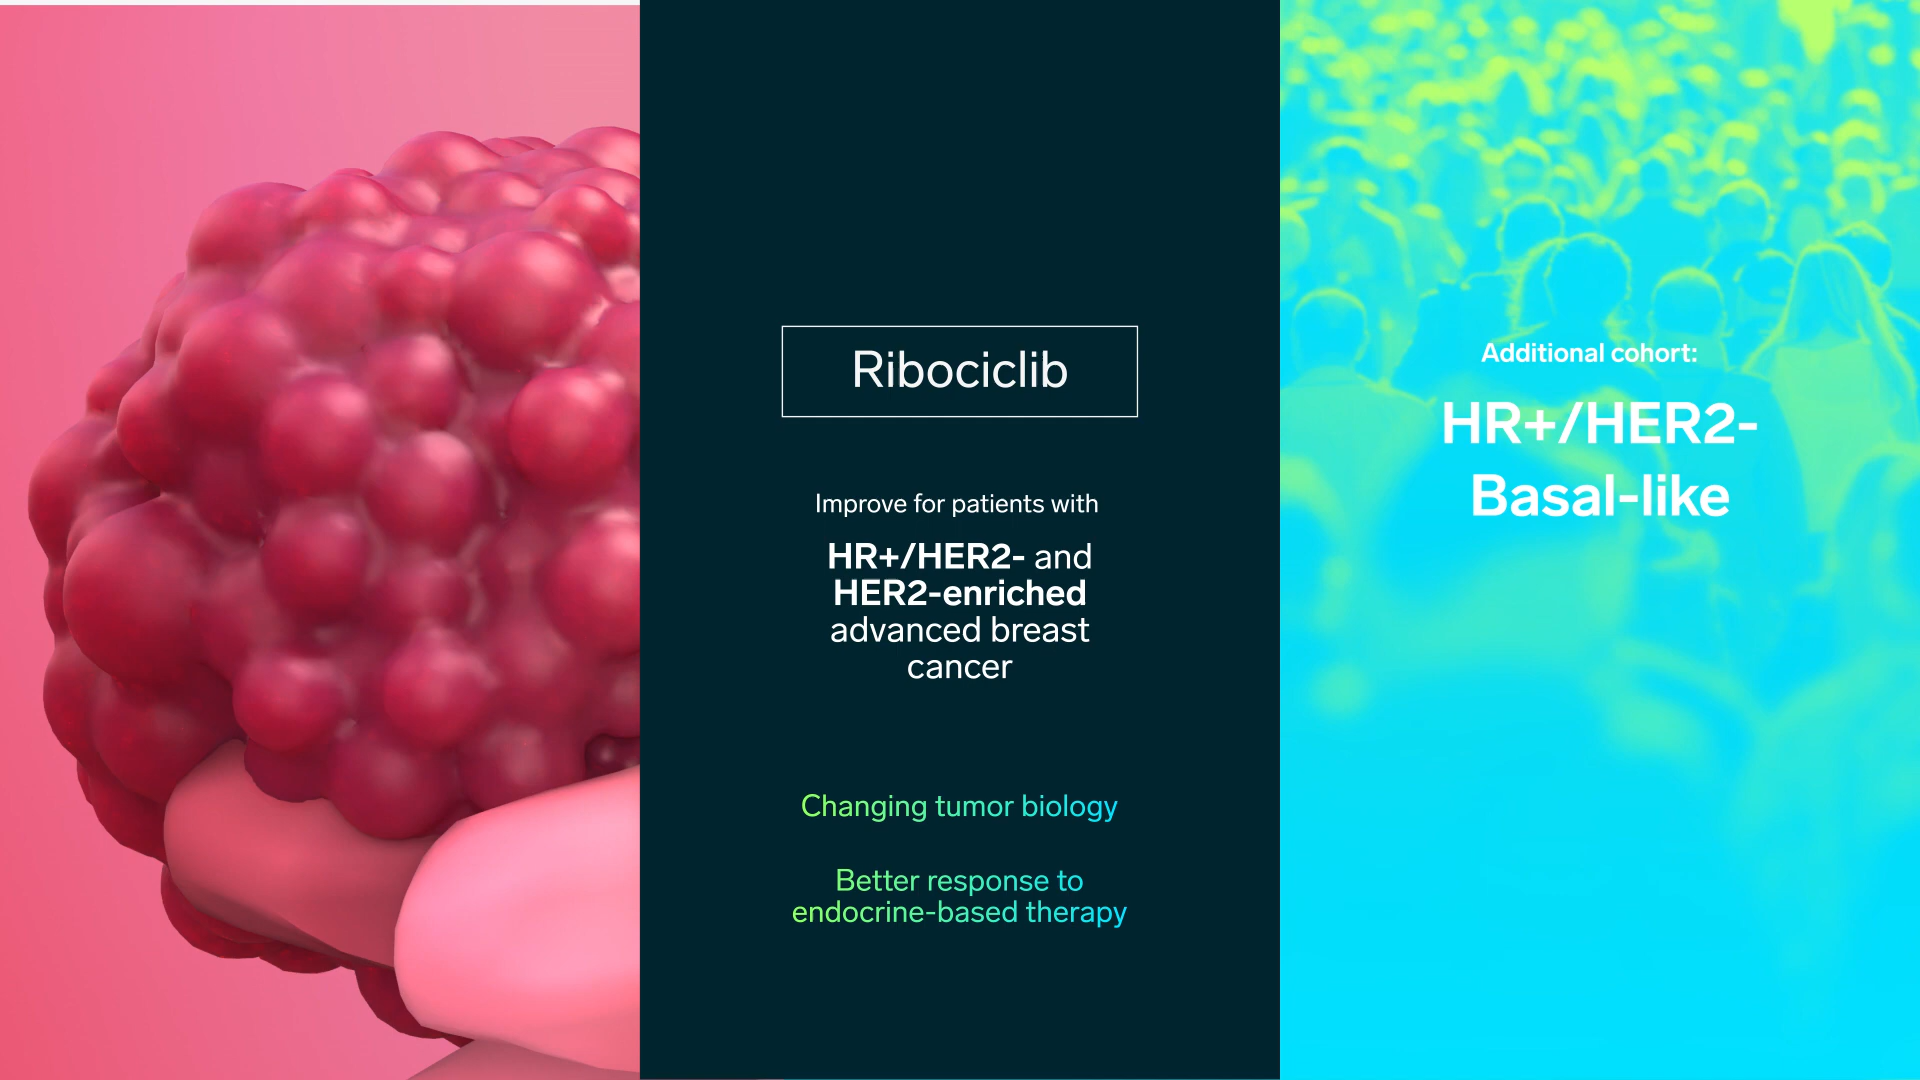 Ribociclib
Improve for patients with
HR+/HER2- and
HER2-enriched
advanced breast
cancer
Changing tumor biology
Better response to
endocrine-based therapy
Additional cohort:
HR+/HER2-
Basal-like